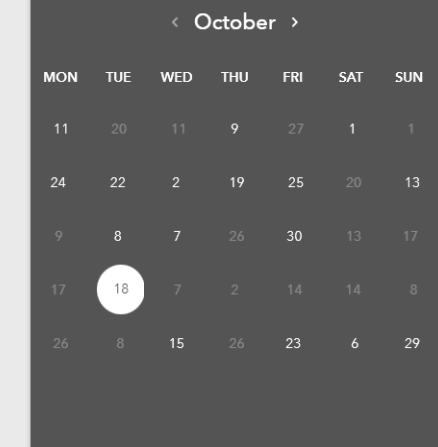 ‹ October ›
MON TUE WED THU FRI SAT SUN
11 20 11 9 27 1 1
24 22 2 19 25 20 13
9 8 7 26 30 13 17
17 18 7 2 14 14 8
26 8 15 26 23 6 29